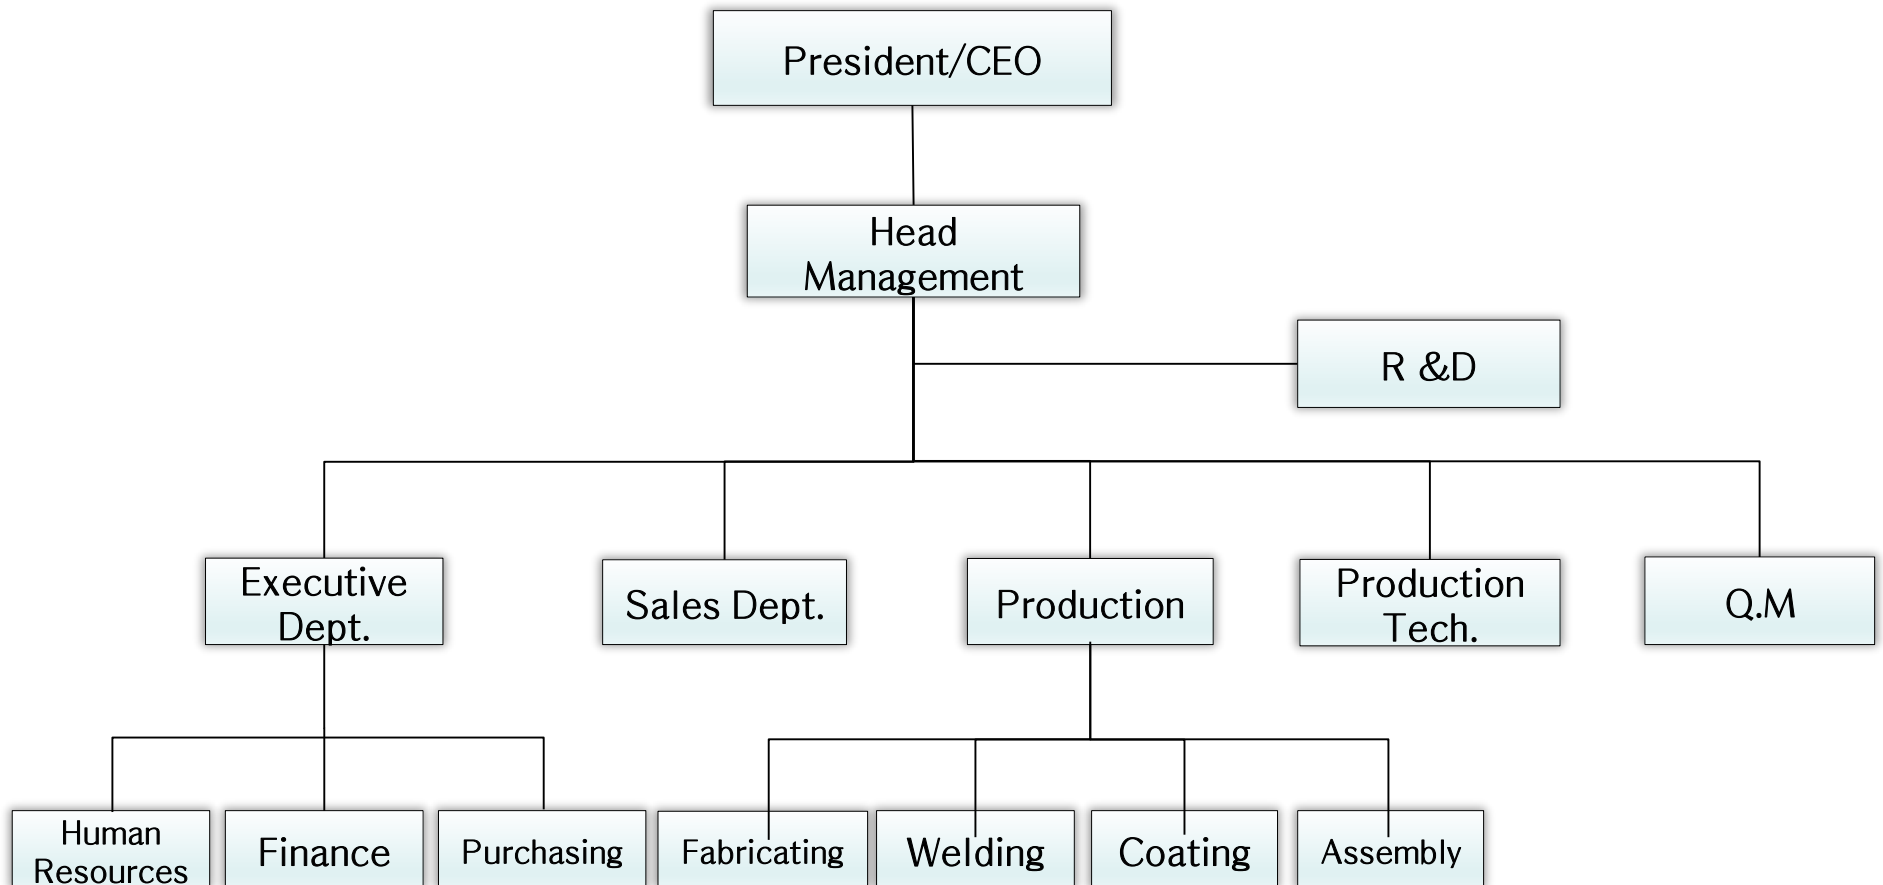 President/CEO
Head
Management
R &D
Executive
Dept.
Sales Dept.
Production
Production
Tech.
Q.M
Human
Resources
Finance
Purchasing
Fabricating
Welding
Coating
Assembly